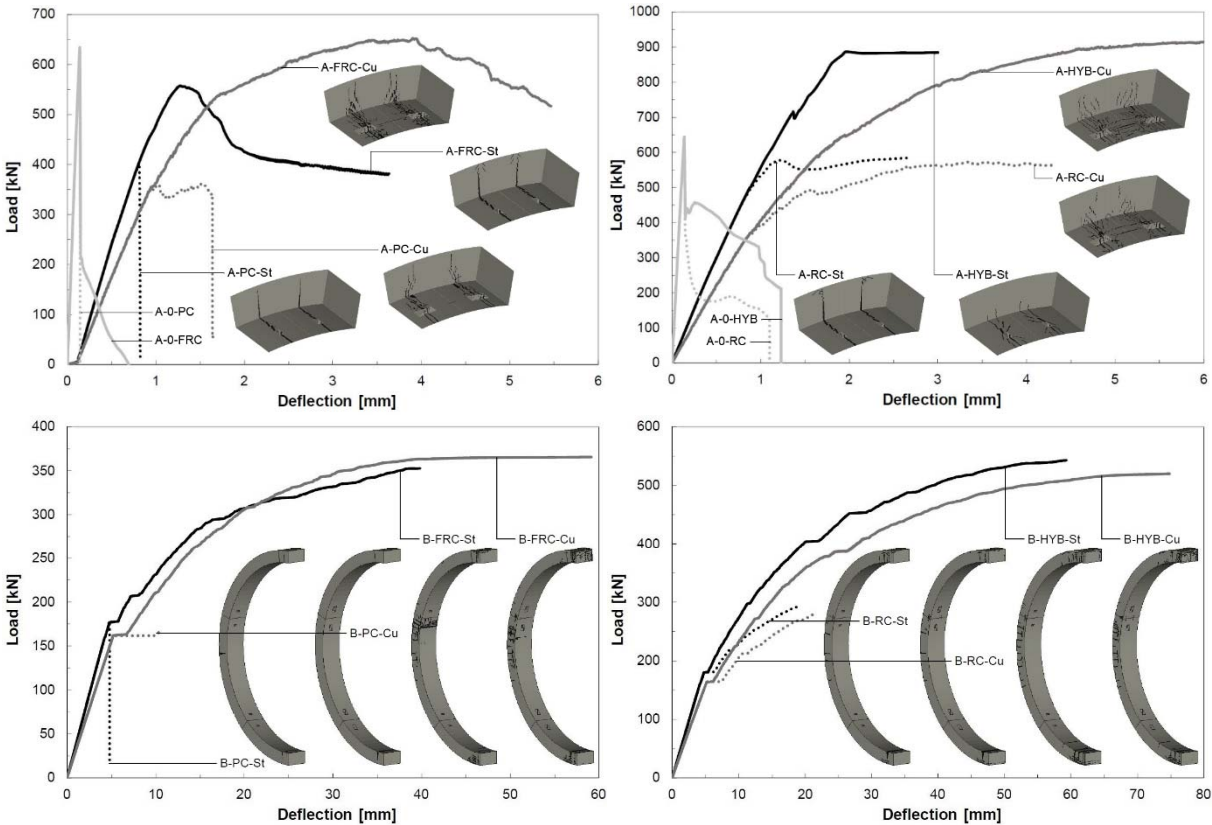 700
600
500
400
300
200
100
0
Load [kN]
A-FRC-Cu
A-FRC-St
A-PC-Cu
A-PC-St
A-0-PC
A-0-FRC
0 1 2 3 4 5 6
Deflection [mm]
1000
900
800
700
600
500
400
300
200
100
0
Load [kN]
A-HYB-Cu
A-RC-Cu
A-RC-St
A-HYB-St
A-0-HYB
A-0-RC
0 1 2 3 4 5 6
Deflection [mm]
400
350
300
250
200
150
100
50
0
Load [kN]
B-FRC-St
B-FRC-Cu
B-PC-Cu
B-PC-St
0 10 20 30 40 50 60
Deflection [mm]
600
500
400
300
200
100
0
Load [kN]
B-HYB-St
B-HYB-Cu
B-RC-St
B-RC-Cu
0 10 20 30 40 50 60 70 80
Deflection [mm]